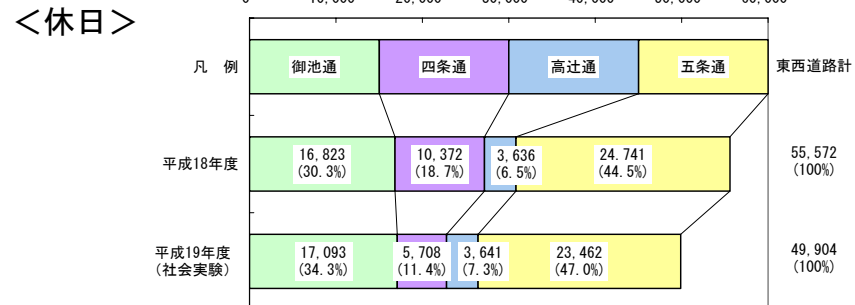 ＜休日＞
凡 例
御池通
四条通
高辻通
五条通
東西道路計
平成18年度
16,823
(30.3%)
10,372
(18.7%)
3,636
(6.5%)
24.741
(44.5%)
55,572
(100%)
平成19年度
(社会実験)
17,093
(34.3%)
5,708
(11.4%)
3,641
(7.3%)
23,462
(47.0%)
49,904
(100%)